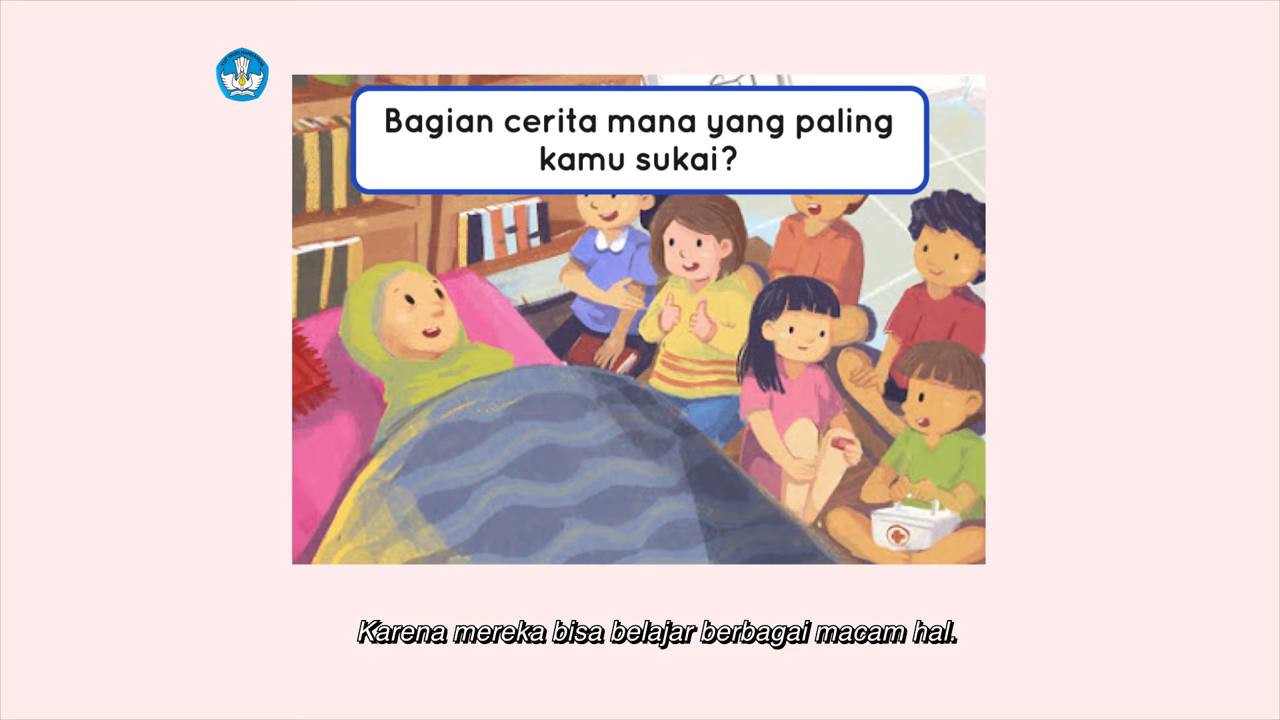 Bagian cerita mana yang paling
kamu sukai?
Karena mereka bisa belajar berbagai macam hal.